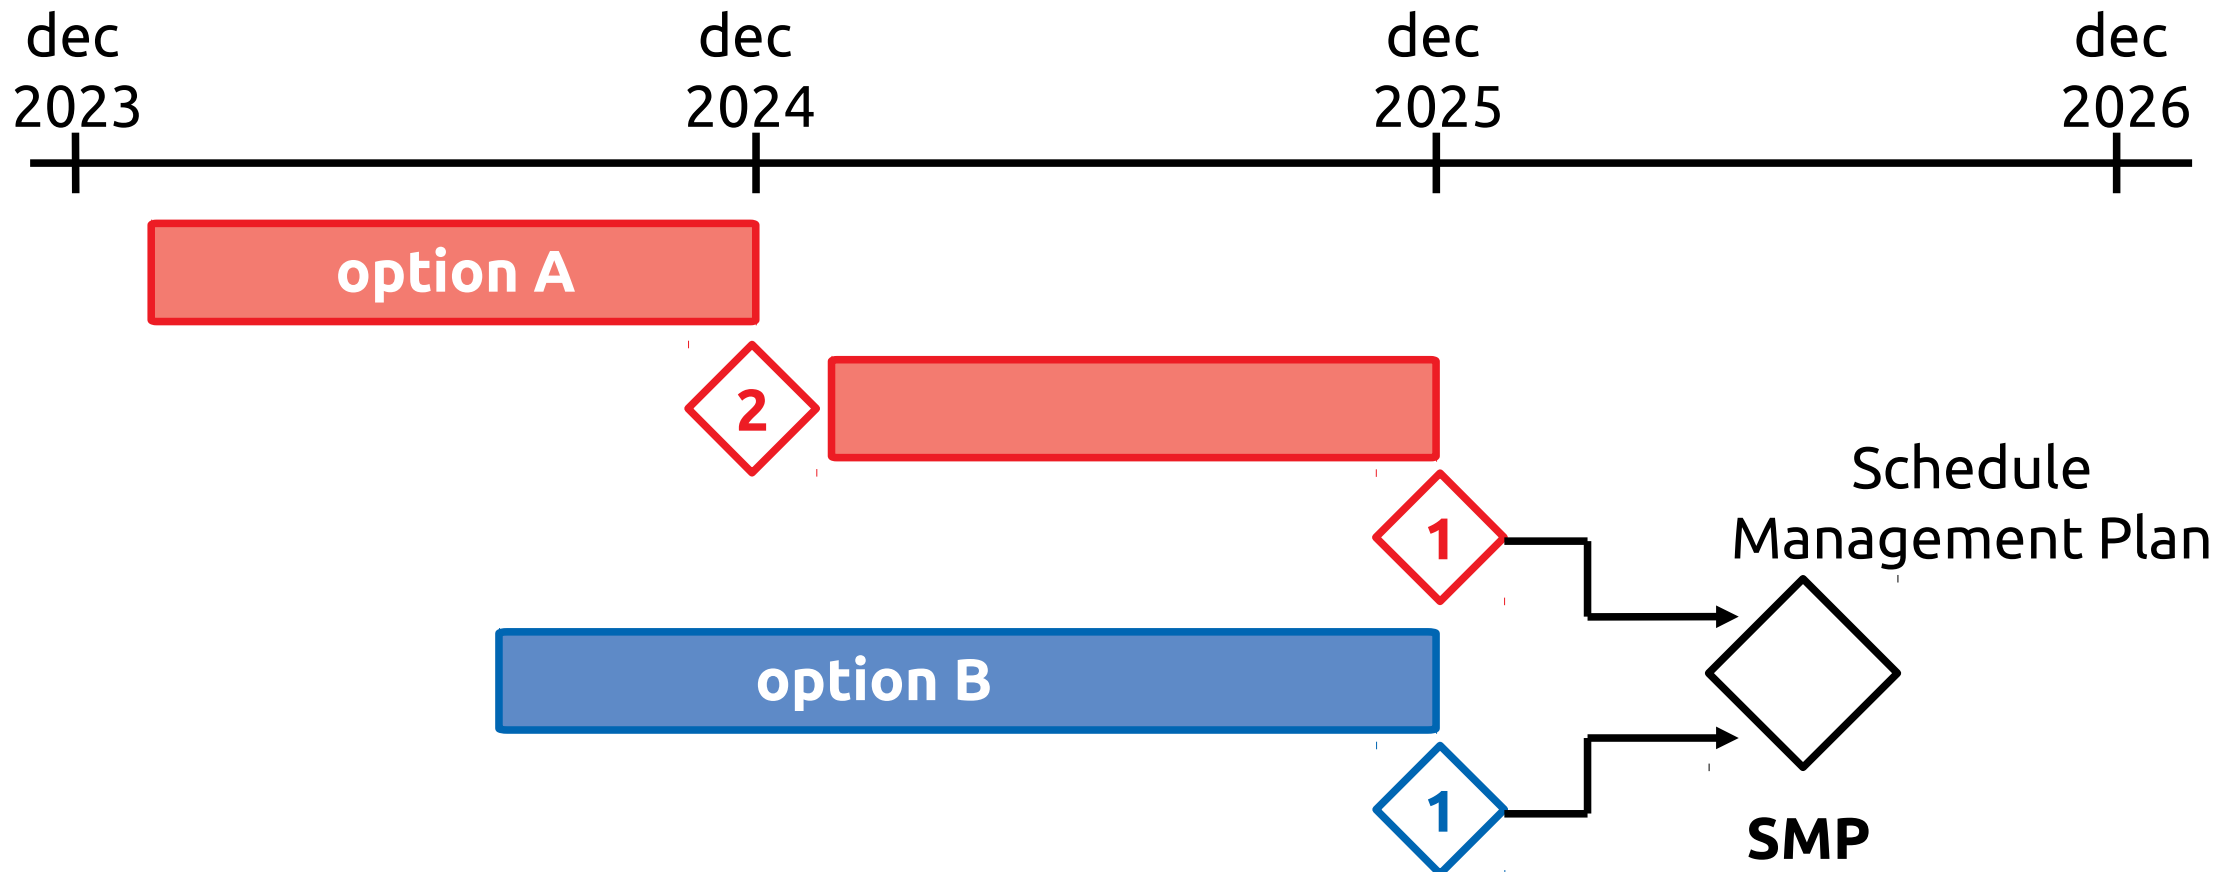 dec
2023
dec
2024
dec
2025
dec
2026
option A
2
1
Schedule
Management Plan
option B
1
SMP